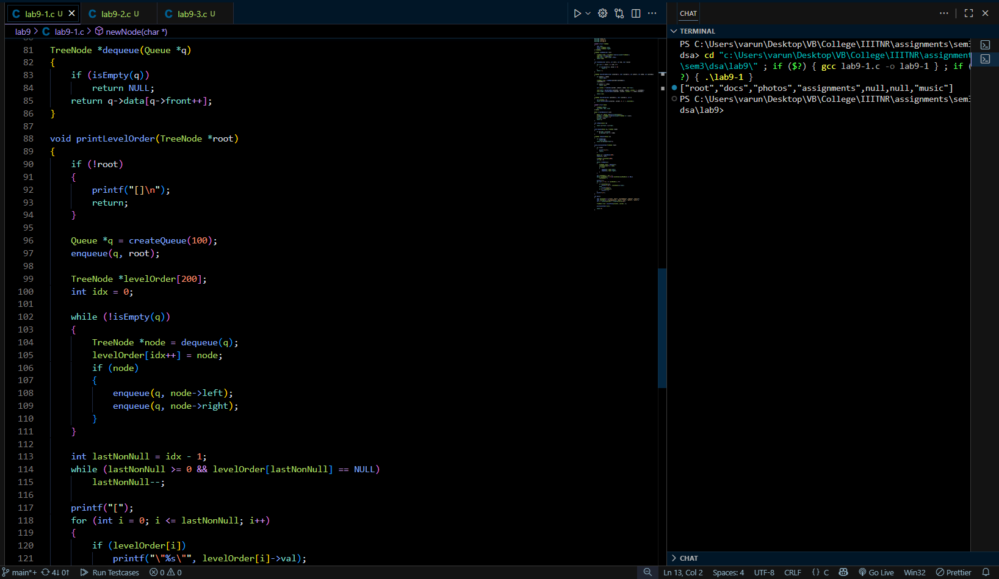 lab9-1.c U
lab9-2.c U
lab9-3.c U
CHAT
lab9 > C lab9-1.c > newNode(char *)
TERMINAL
81 TreeNode *dequeue(Queue *q)
82 {
83 if (isEmpty(q))
84 return NULL;
85 return q->data[q->front++];
86 }
87
88 void printLevelOrder(TreeNode *root)
89 {
90 if (!root)
91 {
92 printf("[]\n");
93 return;
94 }
95
96 Queue *q = createQueue(100);
97 enqueue(q, root);
98
99 TreeNode *levelOrder[200];
100 int idx = 0;
101
102 while (!isEmpty(q))
103 {
104 TreeNode *node = dequeue(q);
105 levelOrder[idx++] = node;
106 if (node)
107 {
108 enqueue(q, node->left);
109 enqueue(q, node->right);
110 }
111 }
112
113 int lastNonNull = idx - 1;
114 while (lastNonNull >= 0 && levelOrder[lastNonNull] == NULL)
115 lastNonNull--;
116
117 printf("[");
118 for (int i = 0; i <= lastNonNull; i++)
119 {
120 if (levelOrder[i])
121 printf("\"%s\"", levelOrder[i]->val);
PS C:\Users\varun\Desktop\VB\College\IIITNR\assignments\sem3\
dsa> cd "c:\Users\varun\Desktop\VB\College\IIITNR\assignment
\sem3\dsa\lab9\" ; if ($?) { gcc lab9-1.c -o lab9-1 } ; if (
?) { .\lab9-1 }
["root","docs","photos","assignments",null,null,"music"]
PS C:\Users\varun\Desktop\VB\College\IIITNR\assignments\sem3
dsa\lab9>
CHAT
main*+ 4↓ 0↑ Run Testcases 0 0 Ln 13, Col 2 Spaces: 4 UTF-8 CRLF {} C Go Live Win32 Prettier